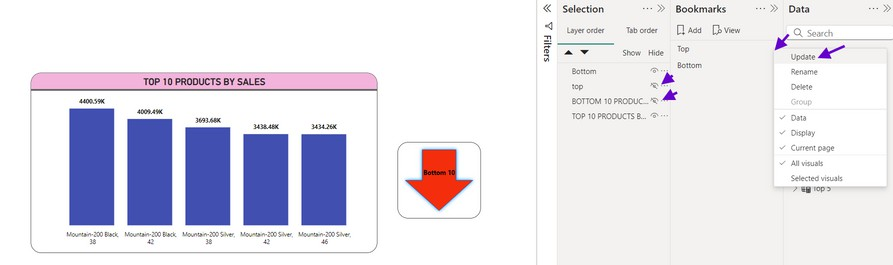 TOP 10 PRODUCTS BY SALES
4400.59K
4009.49K
3693.68K
3438.48K
3434.26K
Mountain-200 Black, 38
Mountain-200 Black, 42
Mountain-200 Silver, 38
Mountain-200 Silver, 42
Mountain-200 Silver, 46
Bottom 10
Filters
Selection
Layer order
Tab order
Show
Hide
Bottom
top
BOTTOM 10 PRODUC...
TOP 10 PRODUCTS B...
Bookmarks
Add
View
Top
Bottom
Data
Search
Update
Rename
Delete
Group
Data
Display
Current page
All visuals
Selected visuals
Top 5